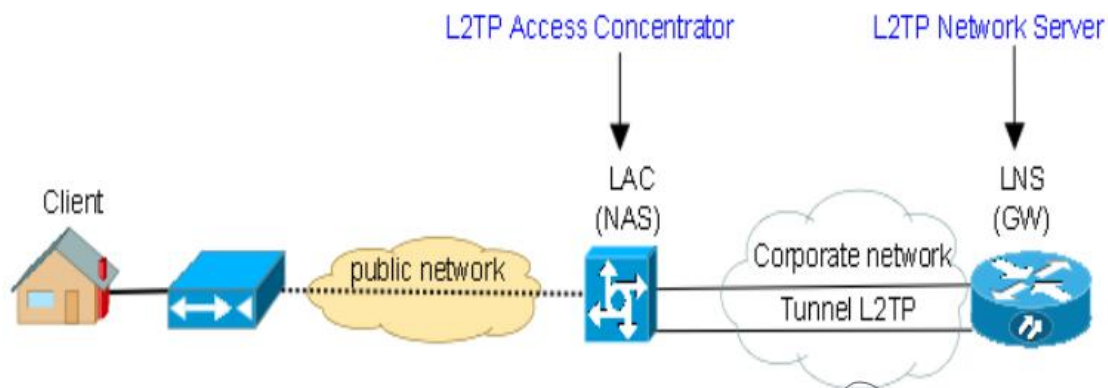 L2TP Access Concentrator
L2TP Network Server
LAC
(NAS)
LNS
(GW)
Client
public network
Corporate network
Tunnel L2TP